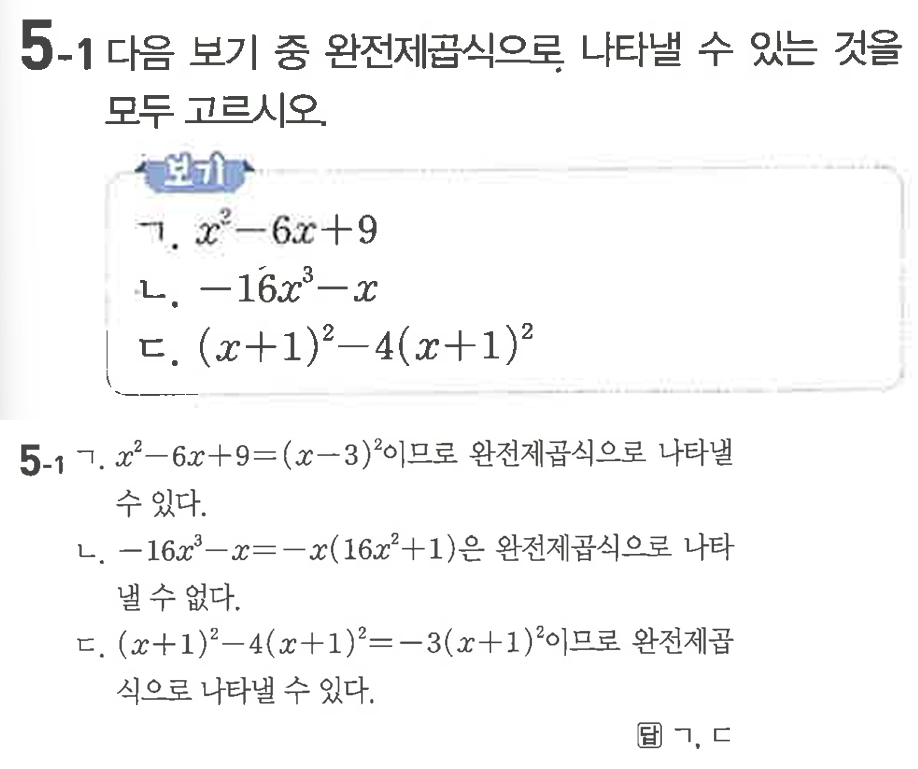 5-1 다음 보기 중 완전제곱식으로 나타낼 수 있는 것을
모두 고르시오.
보기
ㄱ. x²−6x+9
ㄴ. −16x³−x
ㄷ. (x+1)²−4(x+1)²
5-1 ㄱ. x²−6x+9=(x−3)²이므로 완전제곱식으로 나타낼
수 있다.
ㄴ. −16x³−x=−x(16x²+1)은 완전제곱식으로 나타
낼 수 없다.
ㄷ. (x+1)²−4(x+1)²=−3(x+1)²이므로 완전제곱
식으로 나타낼 수 있다.
답 ㄱ, ㄷ